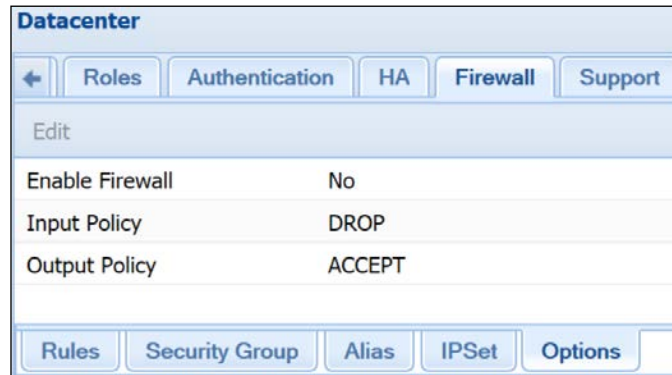 Datacenter
Roles Authentication HA Firewall Support
Edit
Enable Firewall No
Input Policy DROP
Output Policy ACCEPT
Rules Security Group Alias IPSet Options